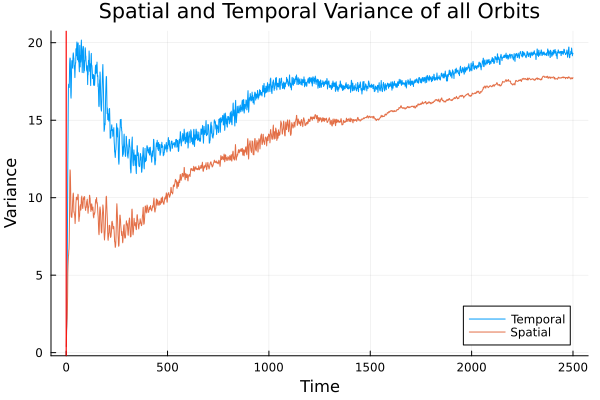 Spatial and Temporal Variance of all Orbits
20
15
10
5
0
Variance
0 500 1000 1500 2000 2500
Time
Temporal
Spatial